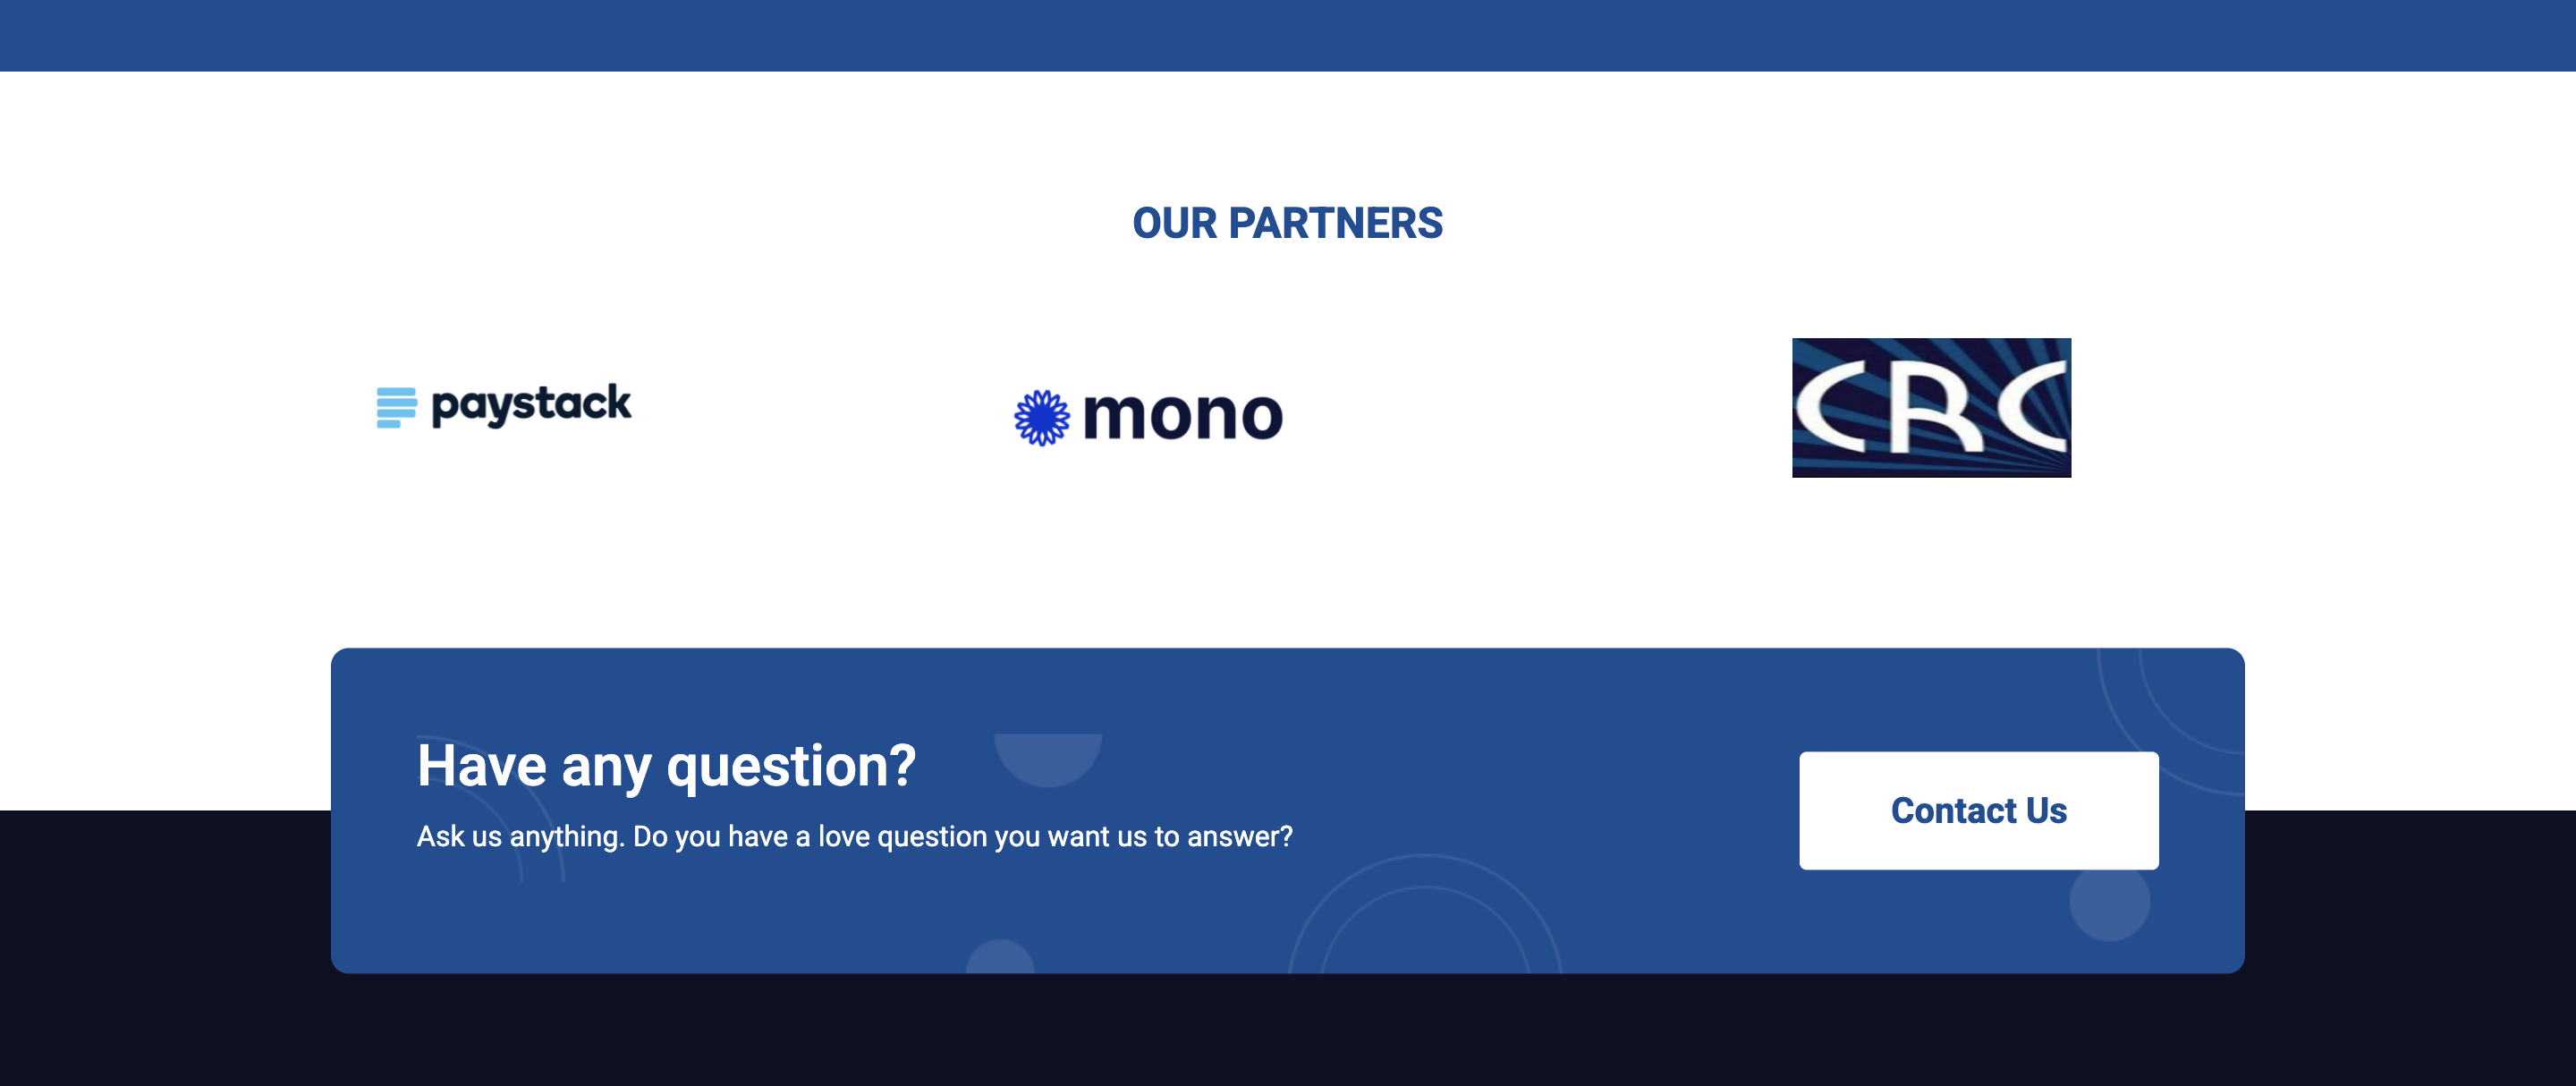 OUR PARTNERS
paystack
mono
CRC
Have any question?
Ask us anything. Do you have a love question you want us to answer?
Contact Us